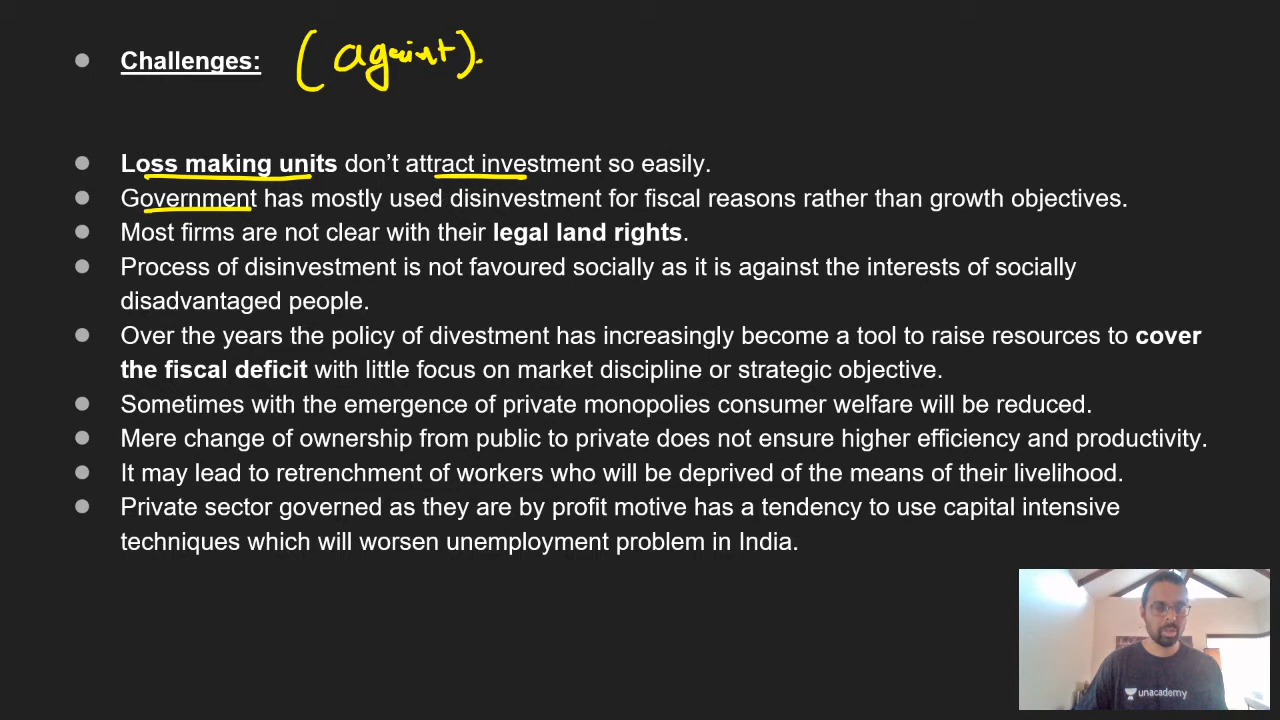 Challenges: (against).
Loss making units don't attract investment so easily.
Government has mostly used disinvestment for fiscal reasons rather than growth objectives.
Most firms are not clear with their legal land rights.
Process of disinvestment is not favoured socially as it is against the interests of socially
disadvantaged people.
Over the years the policy of divestment has increasingly become a tool to raise resources to cover
the fiscal deficit with little focus on market discipline or strategic objective.
Sometimes with the emergence of private monopolies consumer welfare will be reduced.
Mere change of ownership from public to private does not ensure higher efficiency and productivity.
It may lead to retrenchment of workers who will be deprived of the means of their livelihood.
Private sector governed as they are by profit motive has a tendency to use capital intensive
techniques which will worsen unemployment problem in India.
unacademy